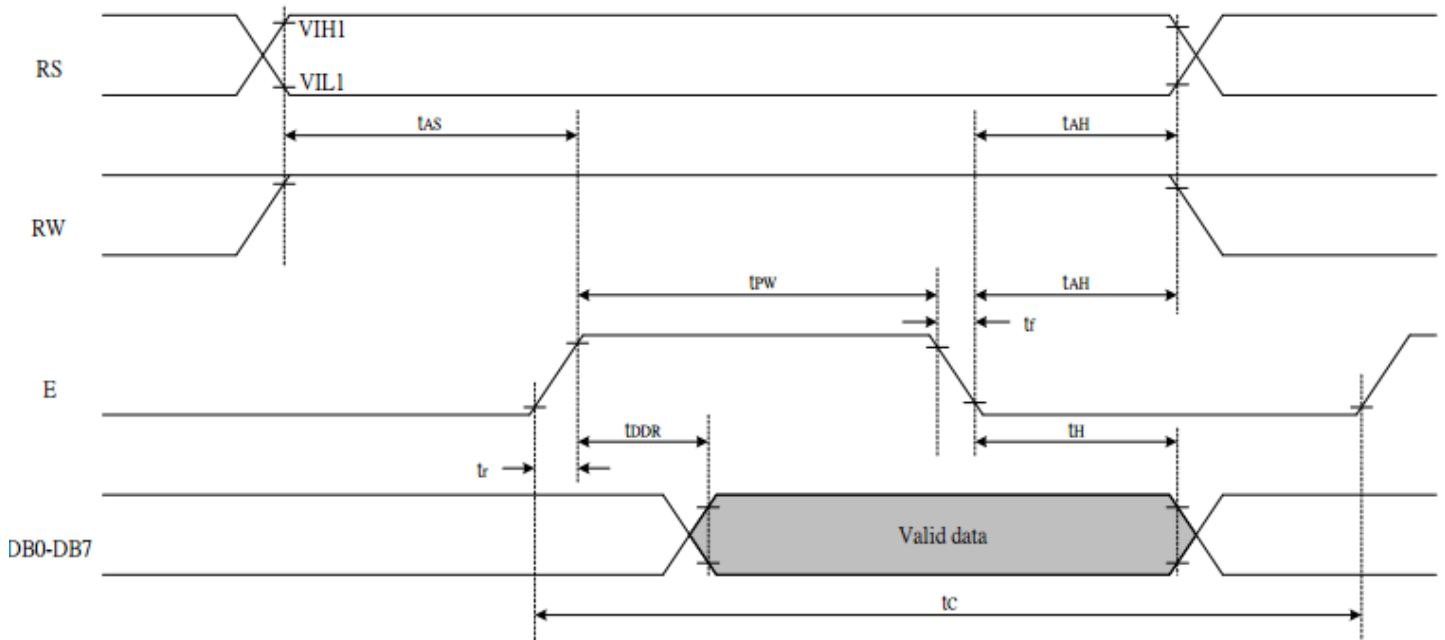 VIH1
RS
VIL1
tAS
tAH
RW
tPW
tAH
tf
E
tDDR
tH
tr
Valid data
DB0-DB7
tC